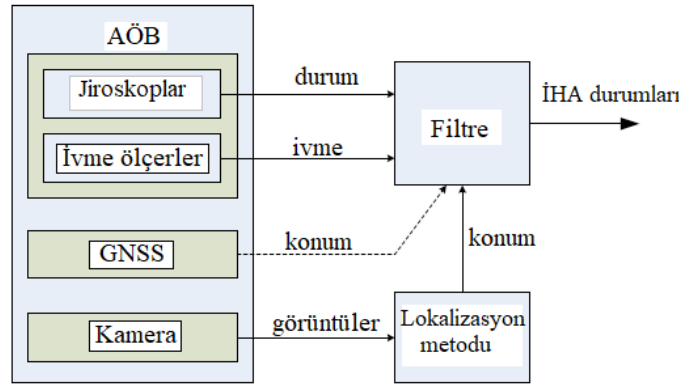 AÖB
Jiroskoplar
durum
İvme ölçerler
ivme
Filtre
İHA durumları
GNSS
konum
konum
Kamera
görüntüler
Lokalizasyon
metodu